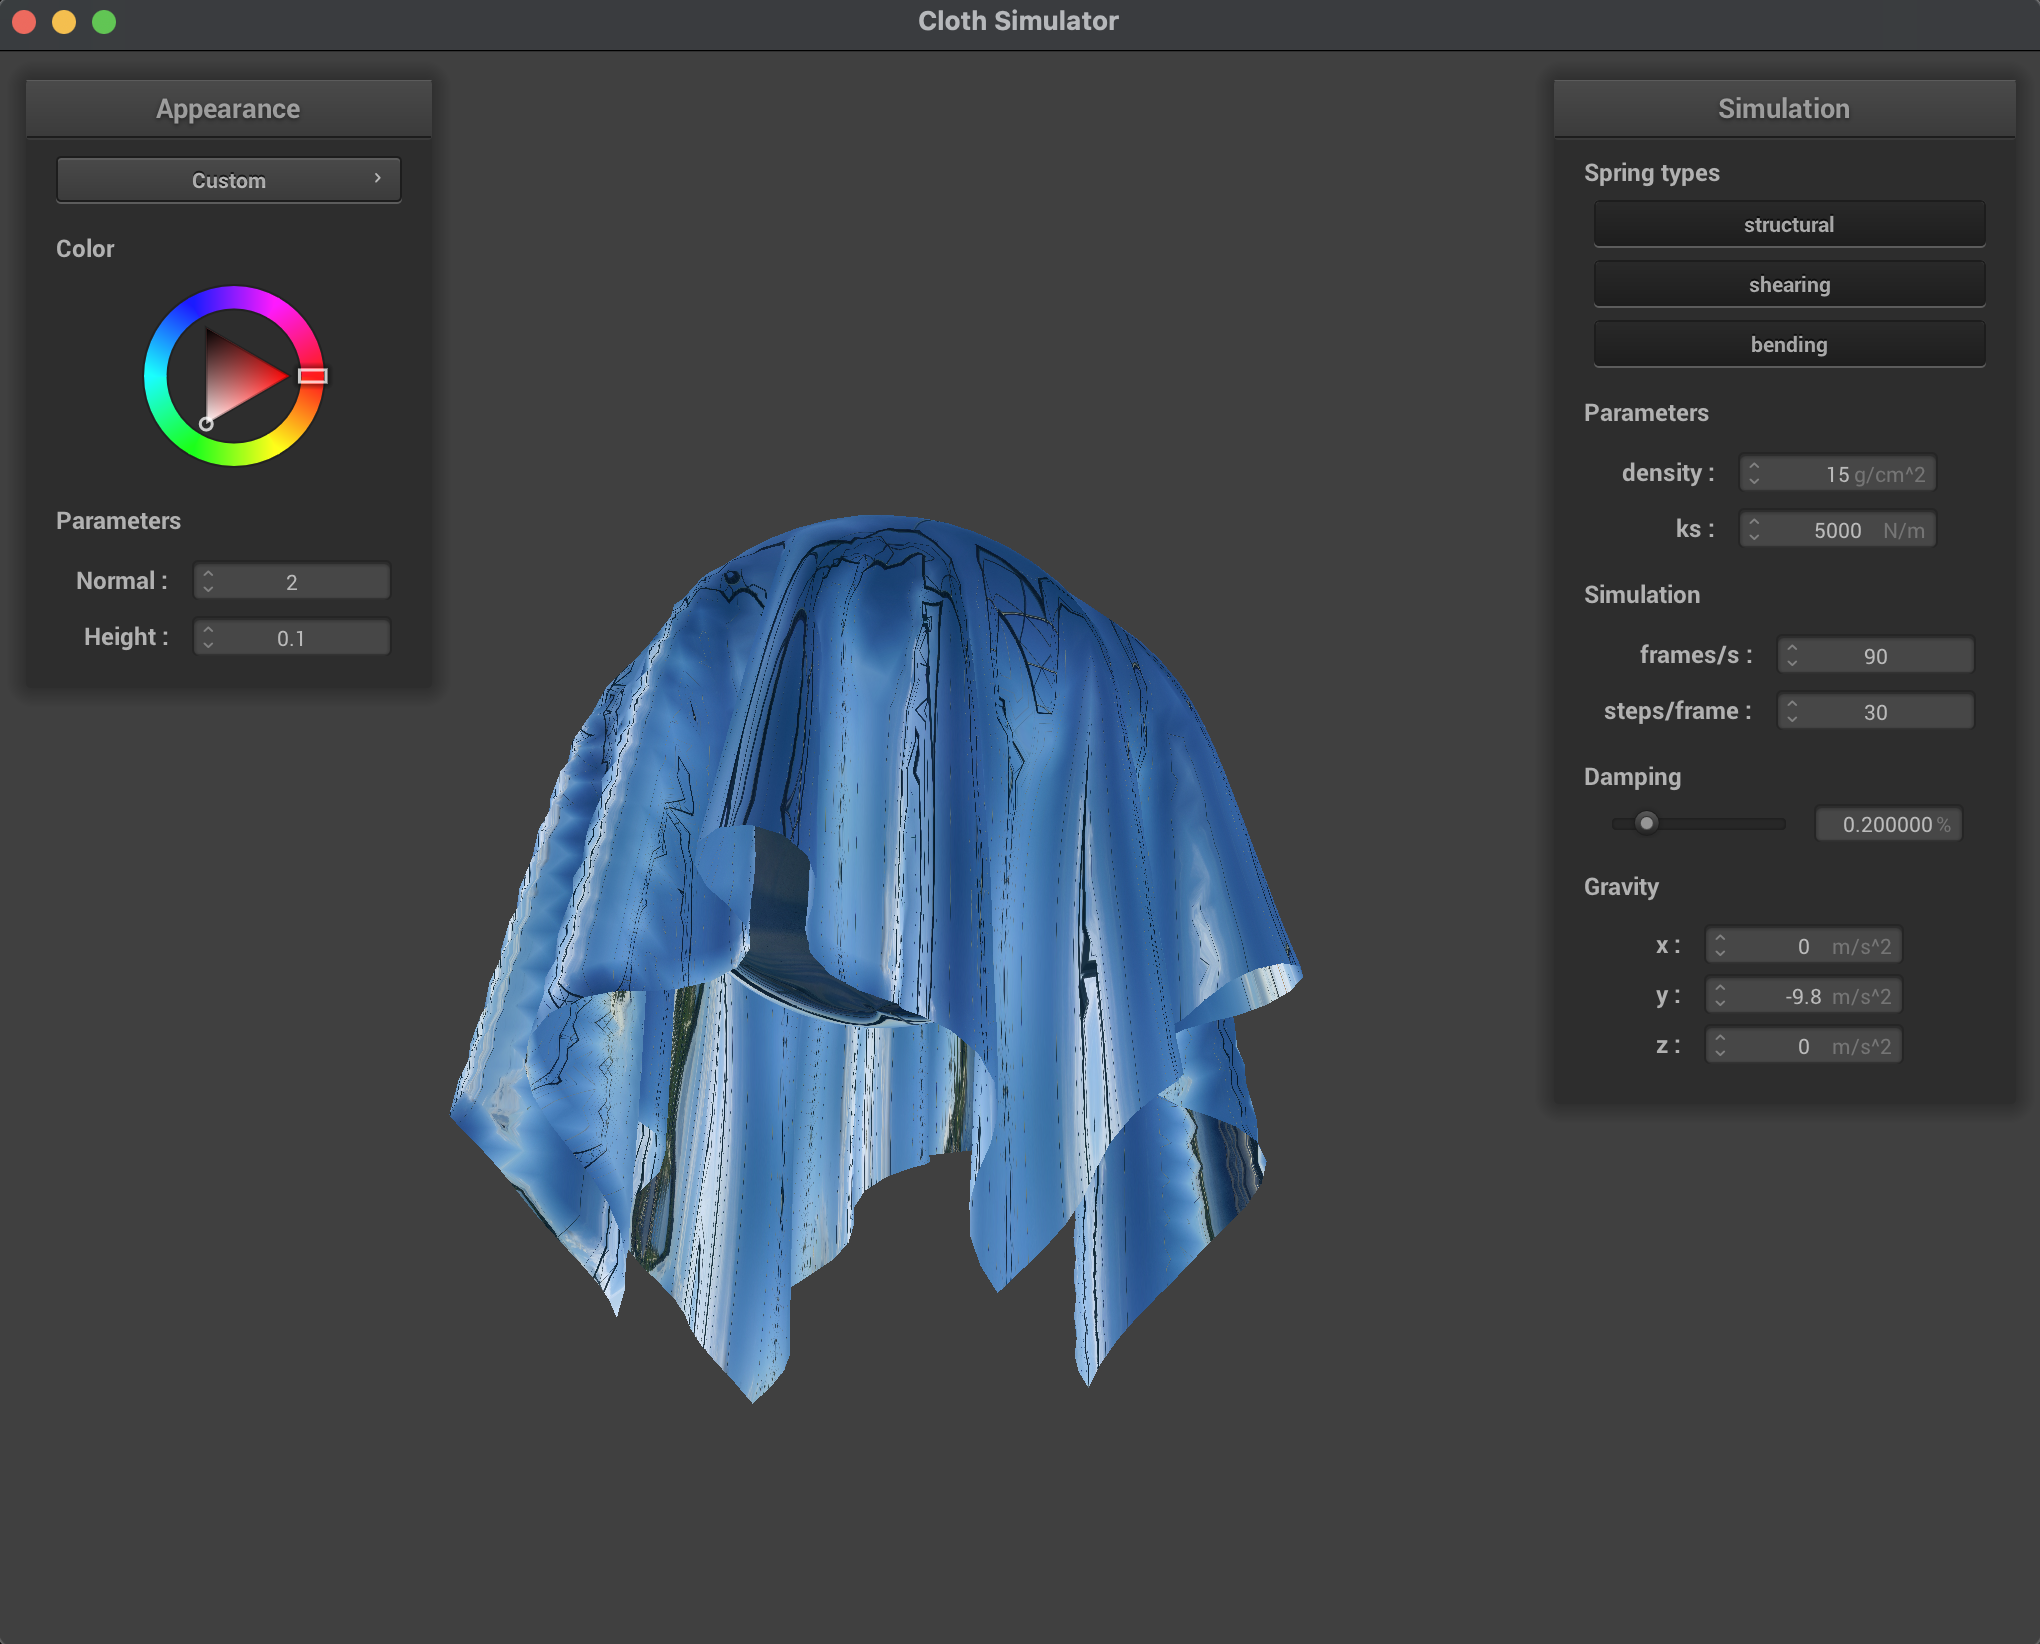 Cloth Simulator
Appearance
Custom
Color
Parameters
Normal : 2
Height : 0.1
Simulation
Spring types
structural
shearing
bending
Parameters
density : 15 g/cm^2
ks : 5000 N/m
Simulation
frames/s : 90
steps/frame : 30
Damping
0.200000 %
Gravity
x : 0 m/s^2
y : -9.8 m/s^2
z : 0 m/s^2